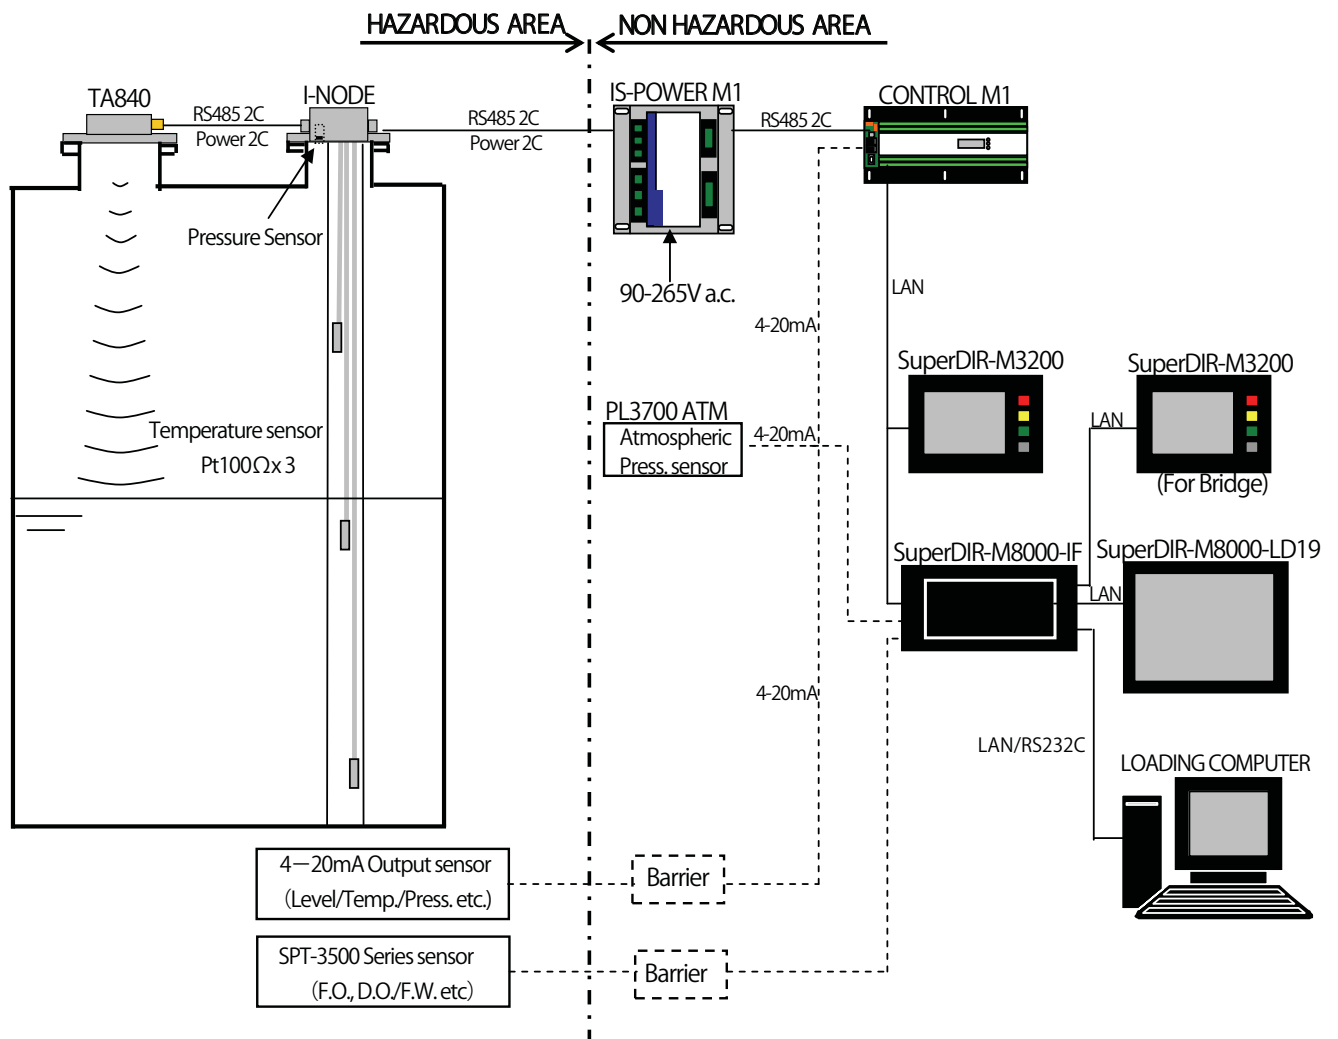 HAZARDOUS AREA
NON HAZARDOUS AREA
TA840
I-NODE
IS-POWER M1
CONTROL M1
RS485 2C
Power 2C
RS485 2C
Power 2C
RS485 2C
Pressure Sensor
90-265V a.c.
LAN
4-20mA
SuperDIR-M3200
SuperDIR-M3200
PL3700 ATM
Atmospheric
Press. sensor
4-20mA
LAN
Temperature sensor
Pt100Ωx 3
(For Bridge)
SuperDIR-M8000-IF
SuperDIR-M8000-LD19
LAN
4-20mA
LAN/RS232C
LOADING COMPUTER
4－20mA Output sensor
(Level/Temp./Press. etc.)
Barrier
SPT-3500 Series sensor
(F.O., D.O./F.W. etc)
Barrier